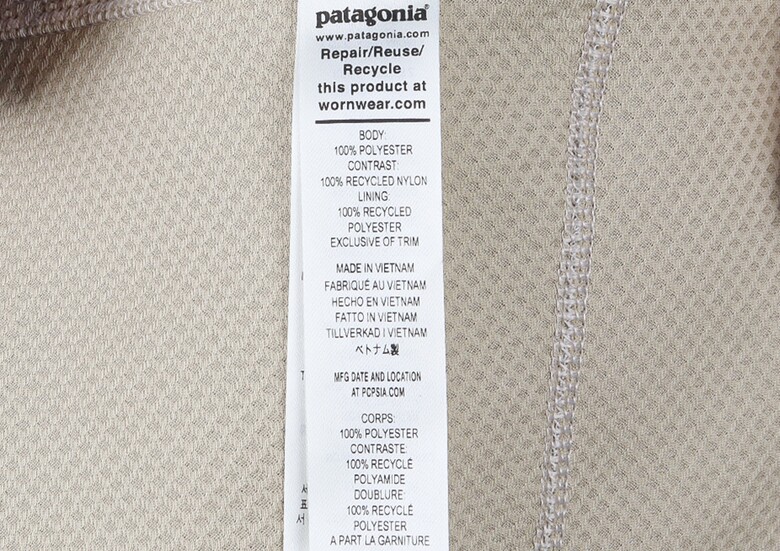 patagonia®
www.patagonia.com
Repair/Reuse/
Recycle
this product at
wornwear.com
BODY:
100% POLYESTER
CONTRAST:
100% RECYCLED NYLON
LINING:
100% RECYCLED
POLYESTER
EXCLUSIVE OF TRIM
MADE IN VIETNAM
FABRIQUÉ AU VIETNAM
HECHO EN VIETNAM
FATTO IN VIETNAM
TILLVERKAD I VIETNAM
ベトナム製
MFG DATE AND LOCATION
AT PCPSIA.COM
CORPS:
100% POLYESTER
CONTRASTE:
100% RECYCLÉ
POLYAMIDE
DOUBLURE:
100% RECYCLÉ
POLYESTER
A PART LA GARNITURE